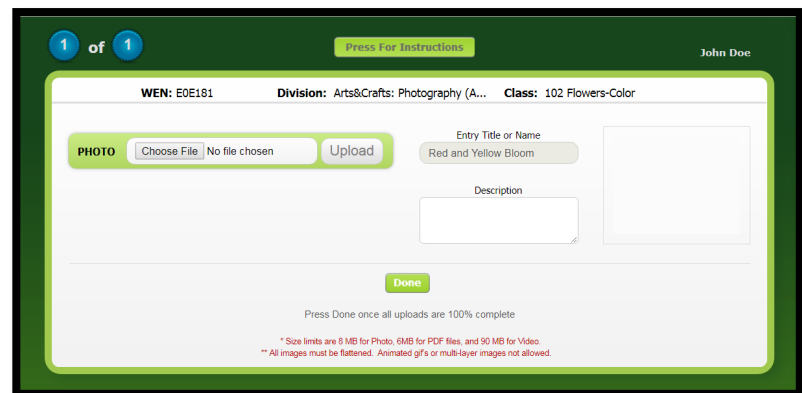 1 of 1
Press For Instructions
John Doe
WEN: E0E181 Division: Arts&Crafts: Photography (A... Class: 102 Flowers-Color
PHOTO Choose File No file chosen Upload
Entry Title or Name
Red and Yellow Bloom
Description
Done
Press Done once all uploads are 100% complete
* Size limits are 8 MB for Photo, 6MB for PDF files, and 90 MB for Video.
** All images must be flattened. Animated gif's or multi-layer images not allowed.